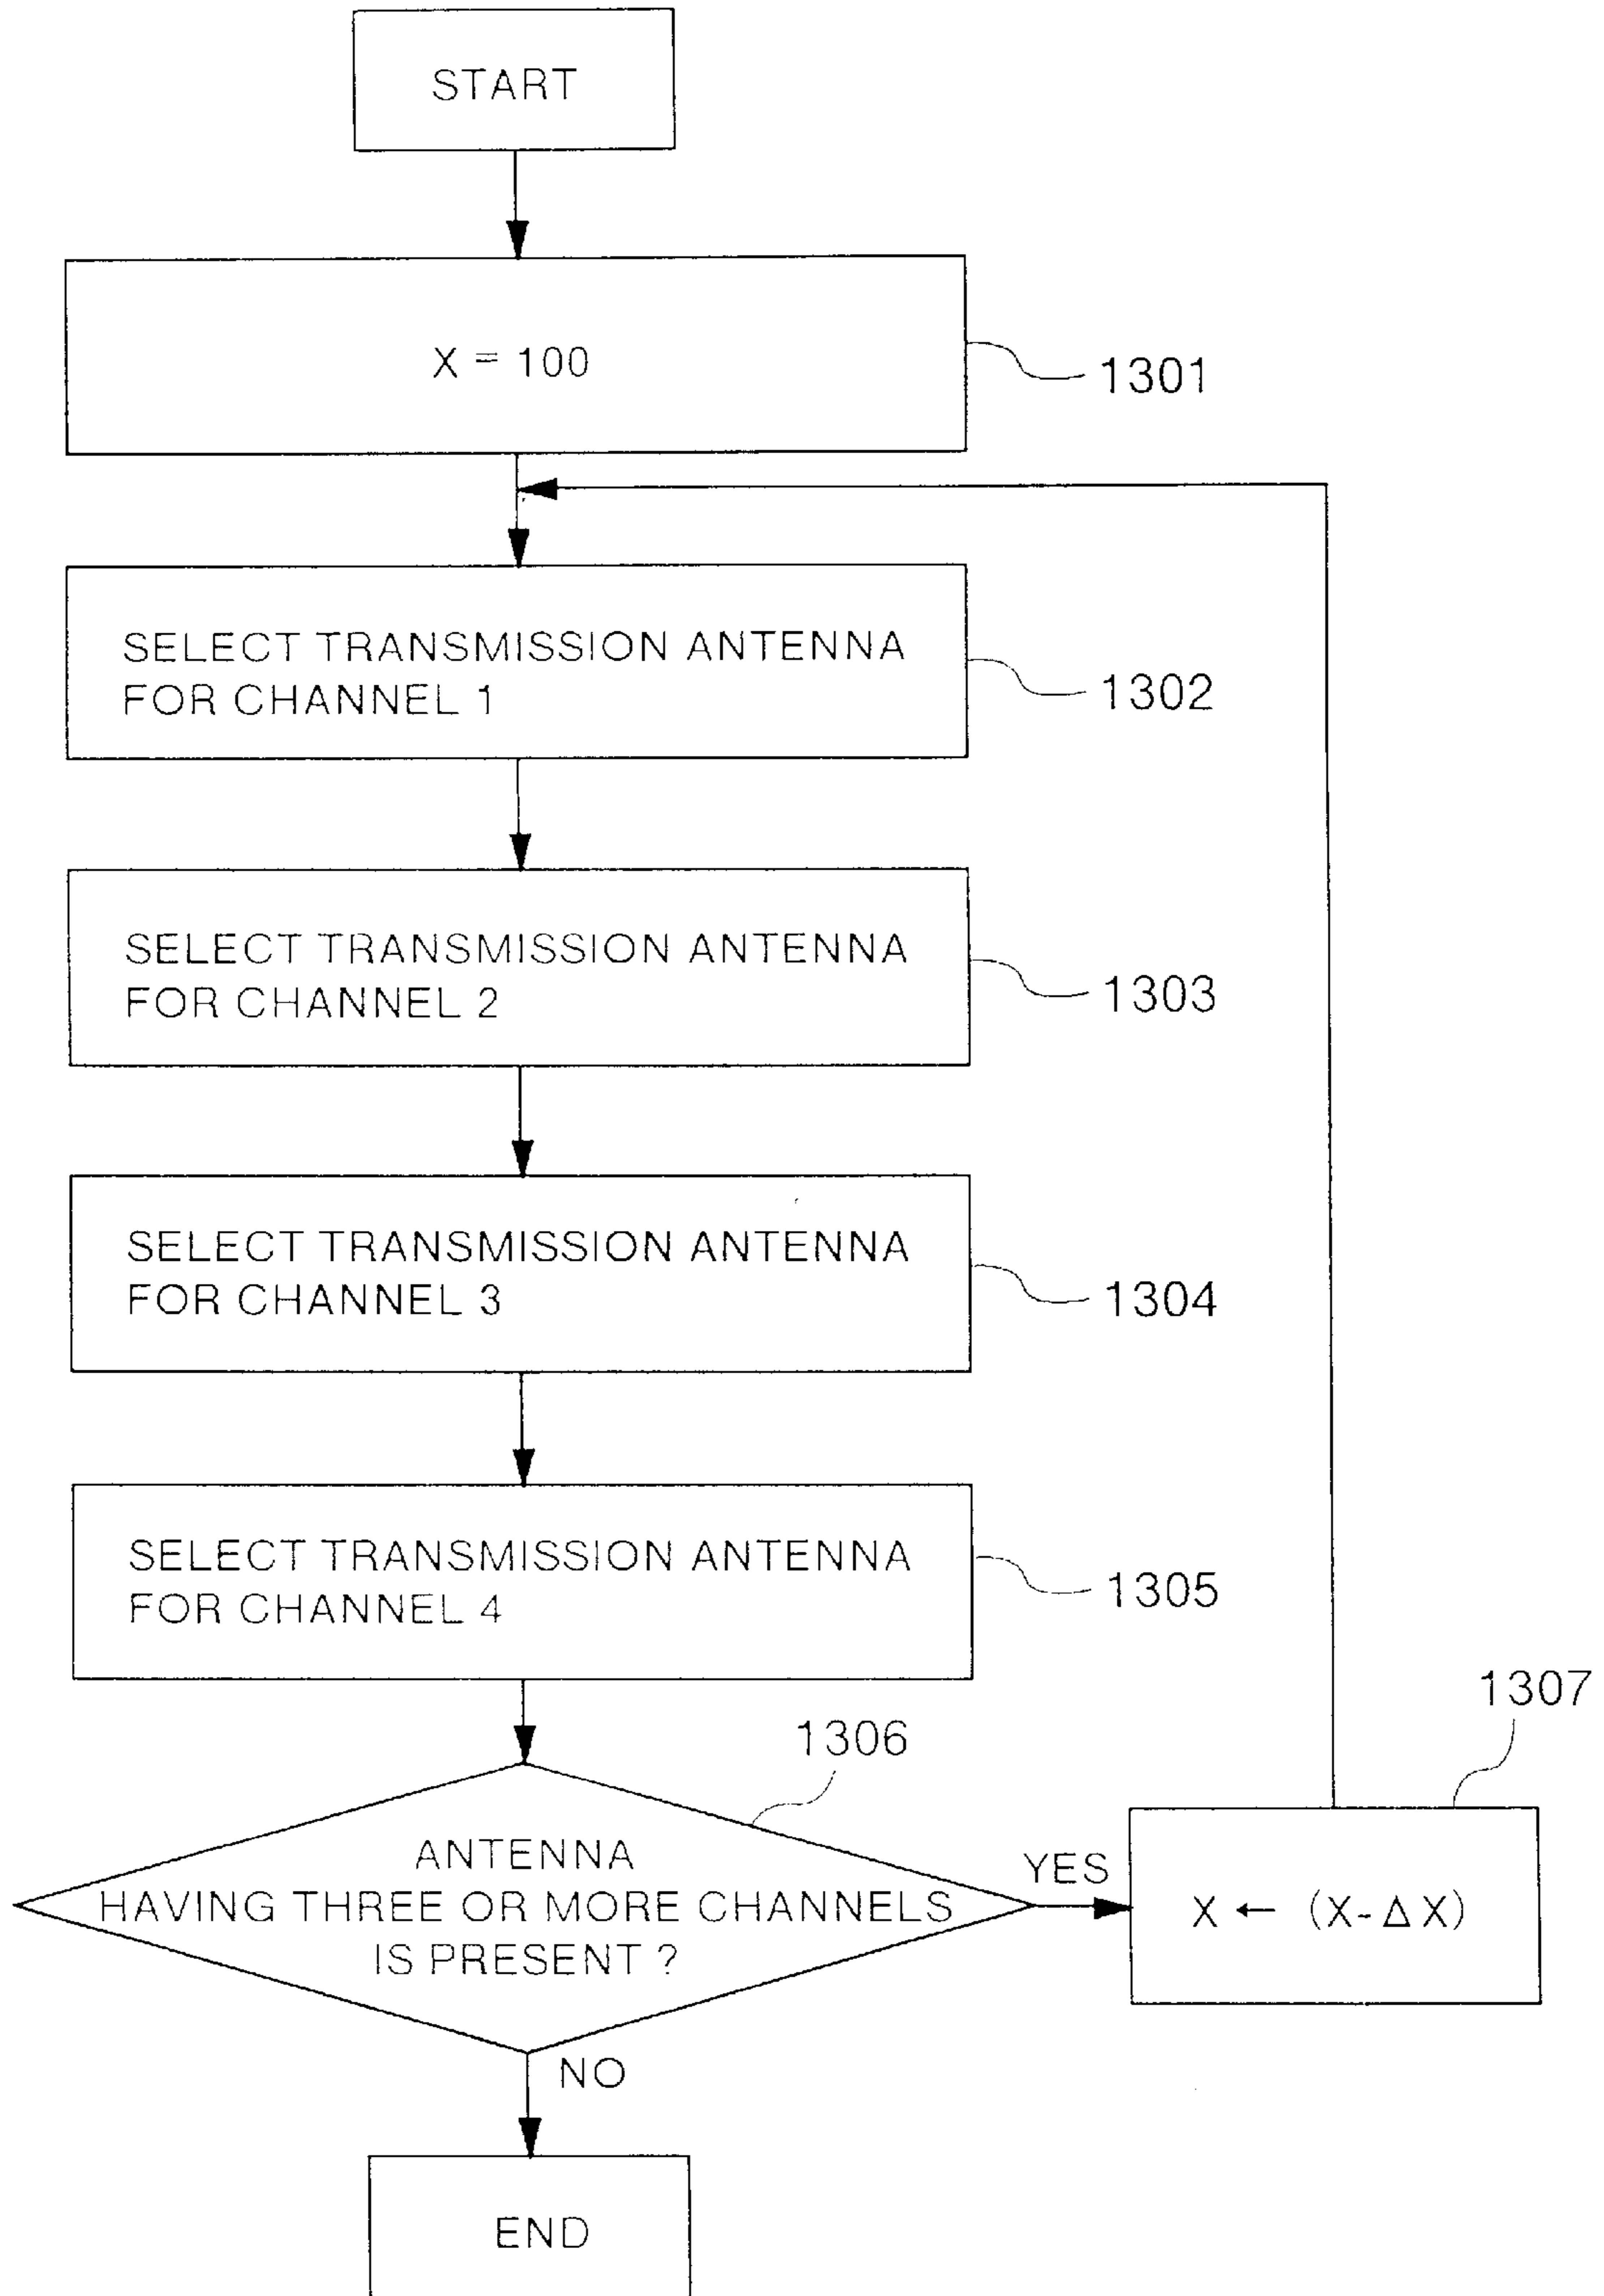 START
X = 100
1301
SELECT TRANSMISSION ANTENNA
FOR CHANNEL 1
1302
SELECT TRANSMISSION ANTENNA
FOR CHANNEL 2
1303
SELECT TRANSMISSION ANTENNA
FOR CHANNEL 3
1304
SELECT TRANSMISSION ANTENNA
FOR CHANNEL 4
1305
1306
ANTENNA
HAVING THREE OR MORE CHANNELS
IS PRESENT ?
YES
1307
X ← (X- Δ X)
NO
END